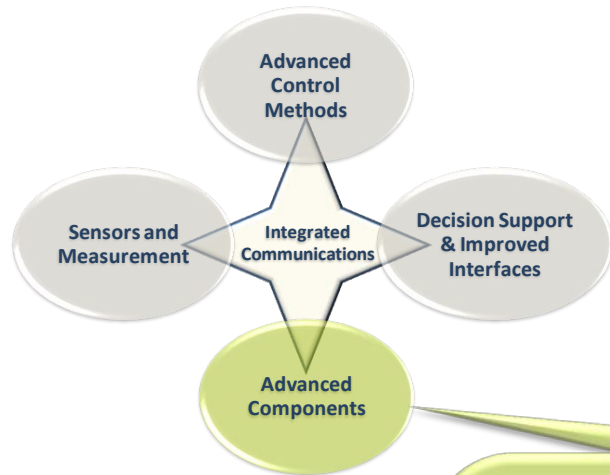 Advanced
Control
Methods
Sensors and
Measurement
Integrated
Communications
Decision Support
& Improved
Interfaces
Advanced
Components